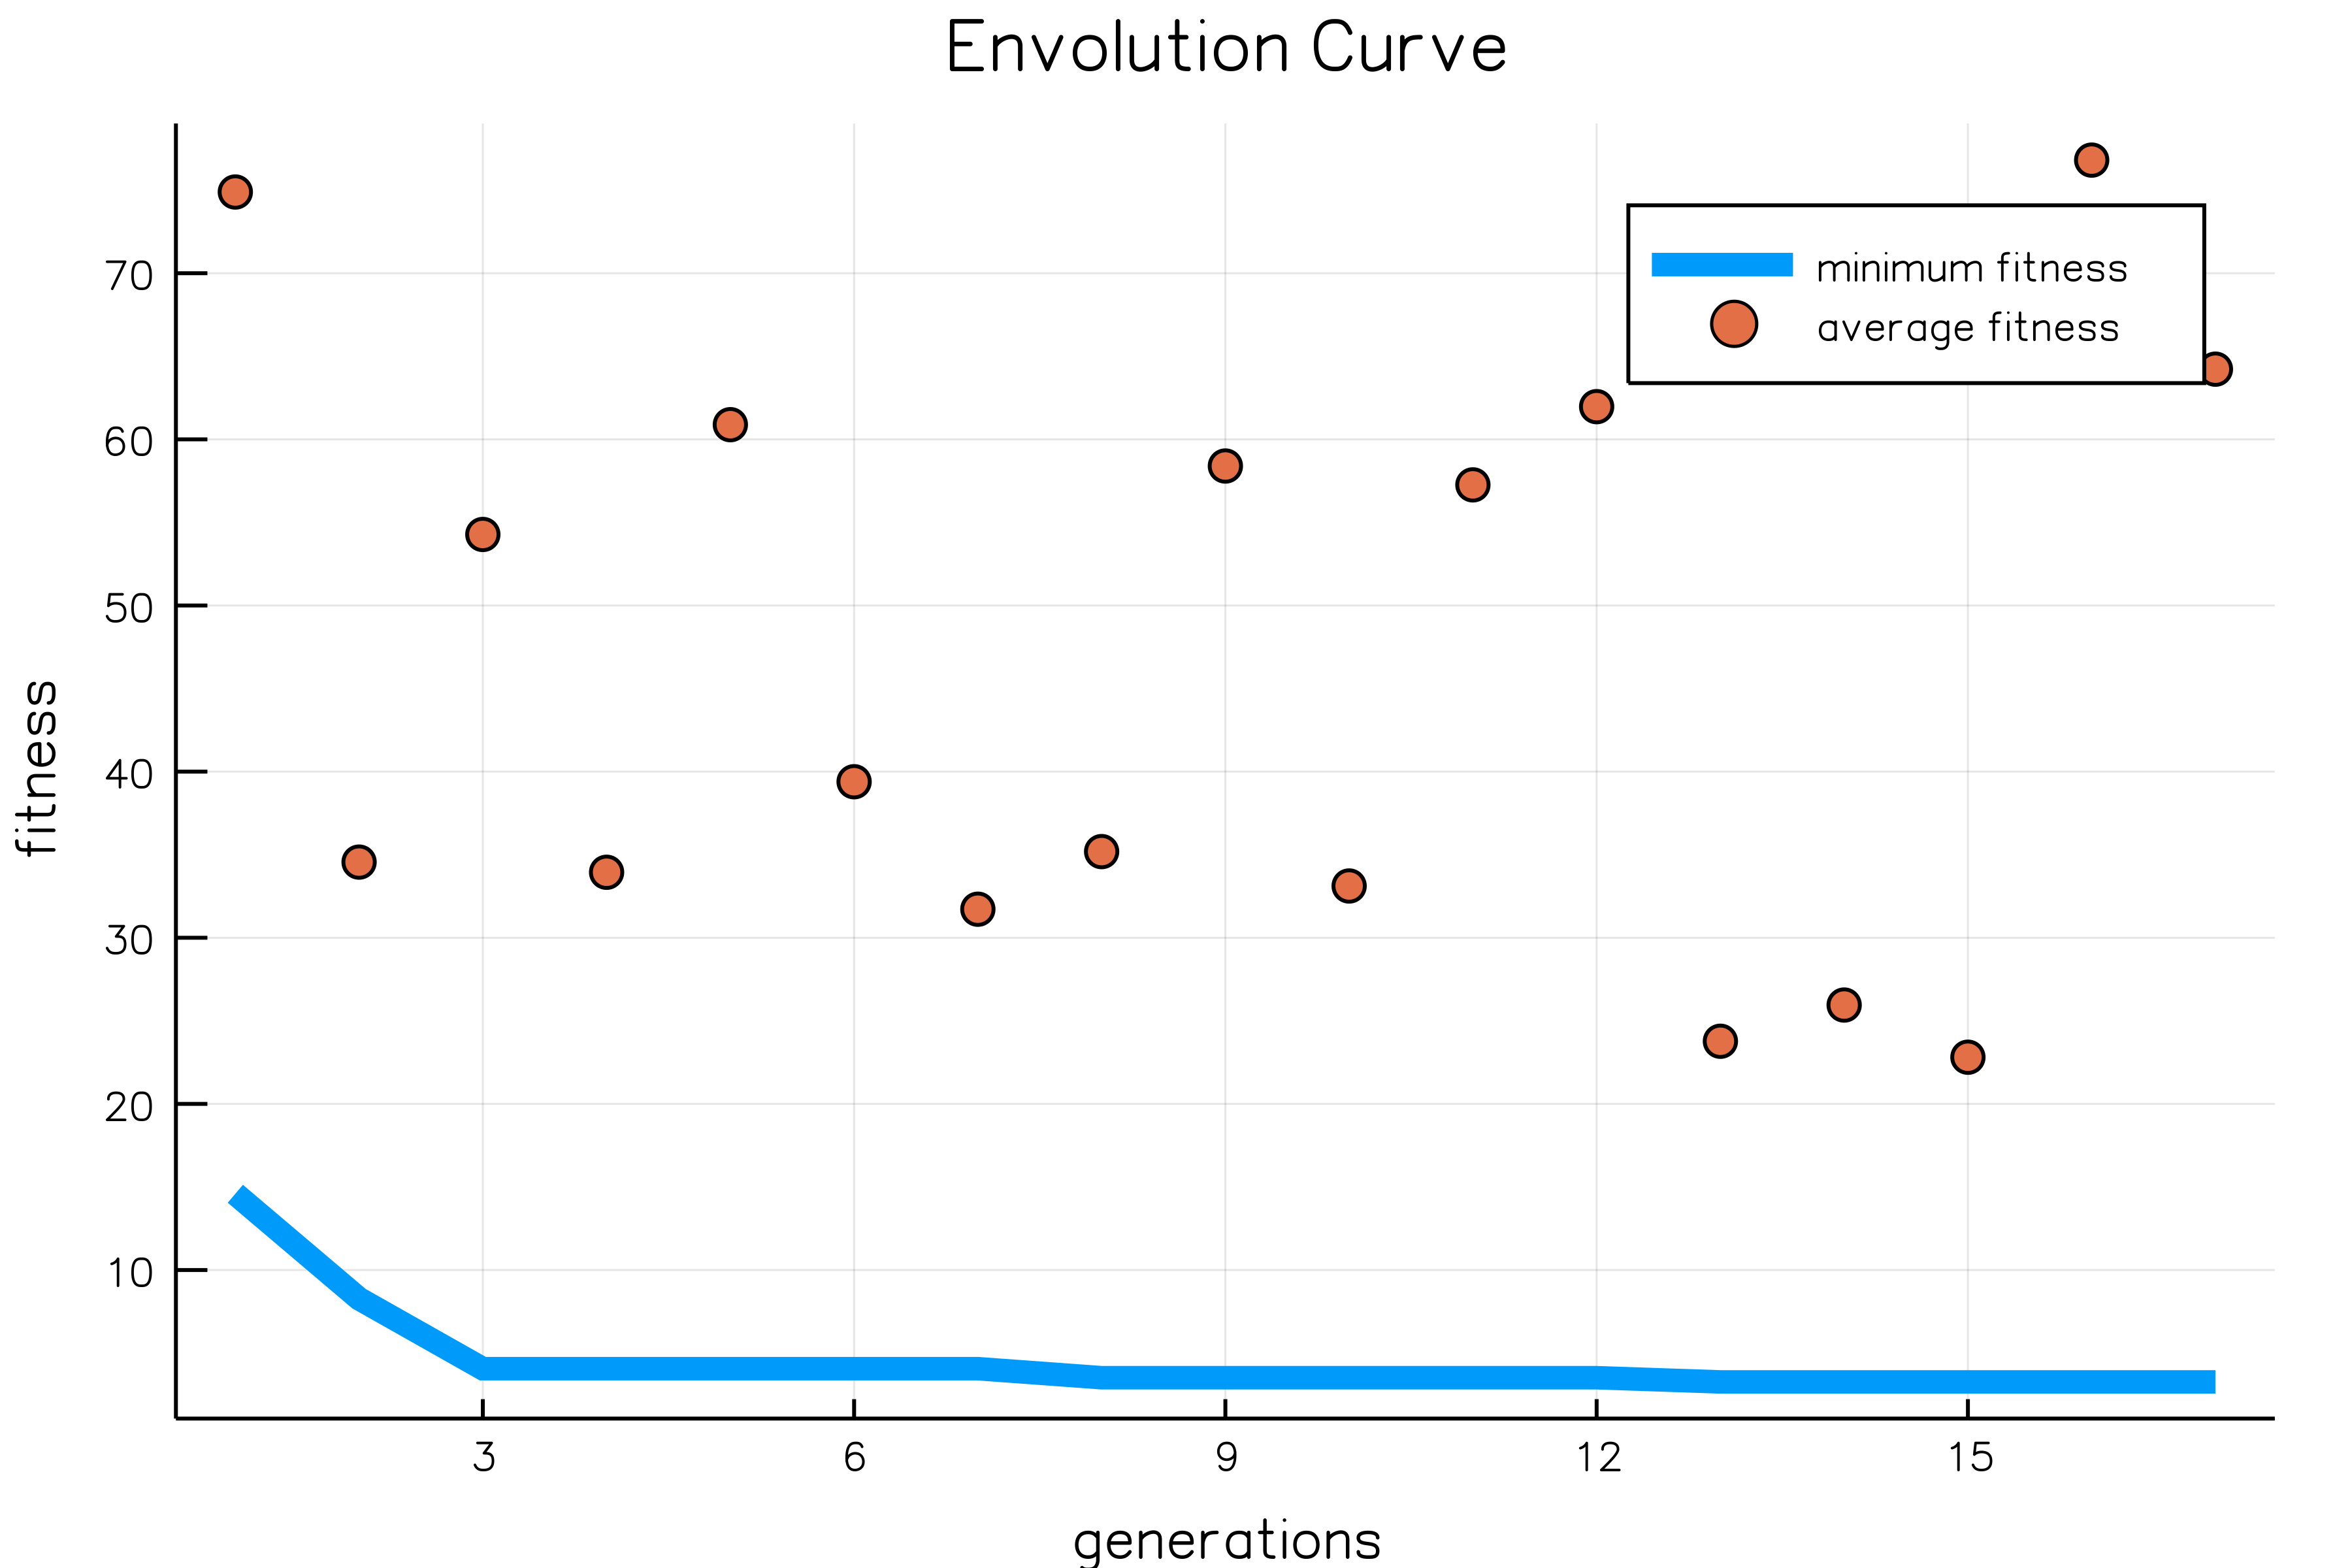 Envolution Curve
minimum fitness
average fitness
70
60
50
40
30
20
10
fitness
3 6 9 12 15
generations